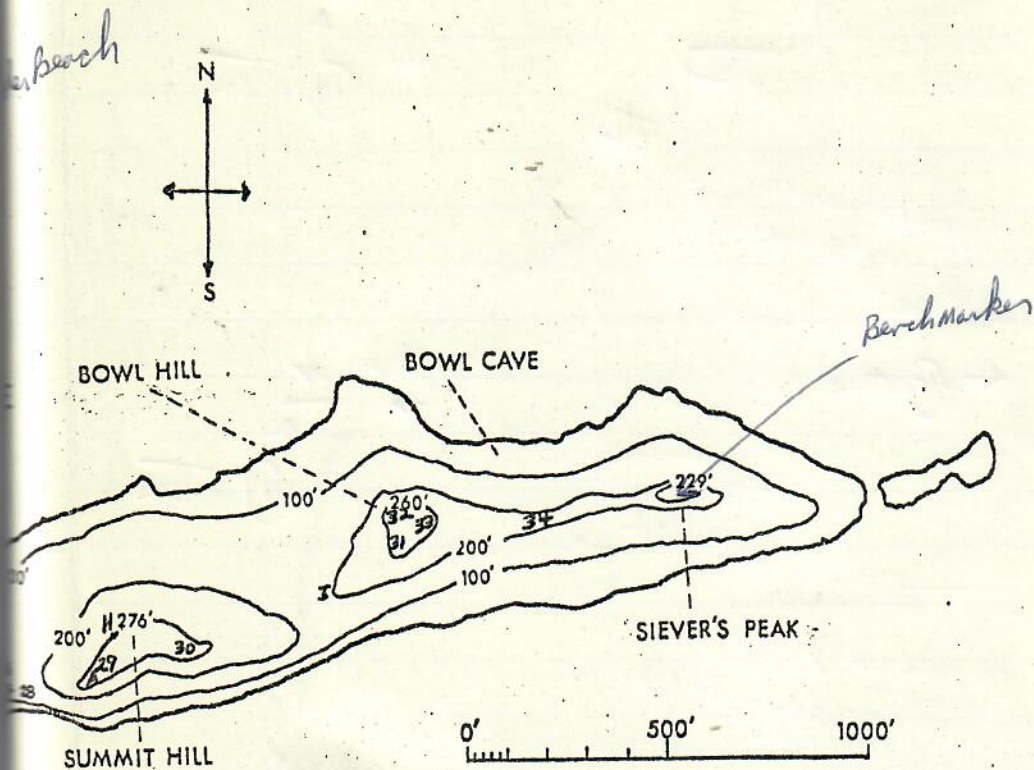 Beach
N
S
Benchmarker
BOWL HILL
BOWL CAVE
100'
260'
32
33
31
34
229'
200'
100'
I
SIEVER'S PEAK
H 276'
200'
30
29
28
0' 500' 1000'
SUMMIT HILL